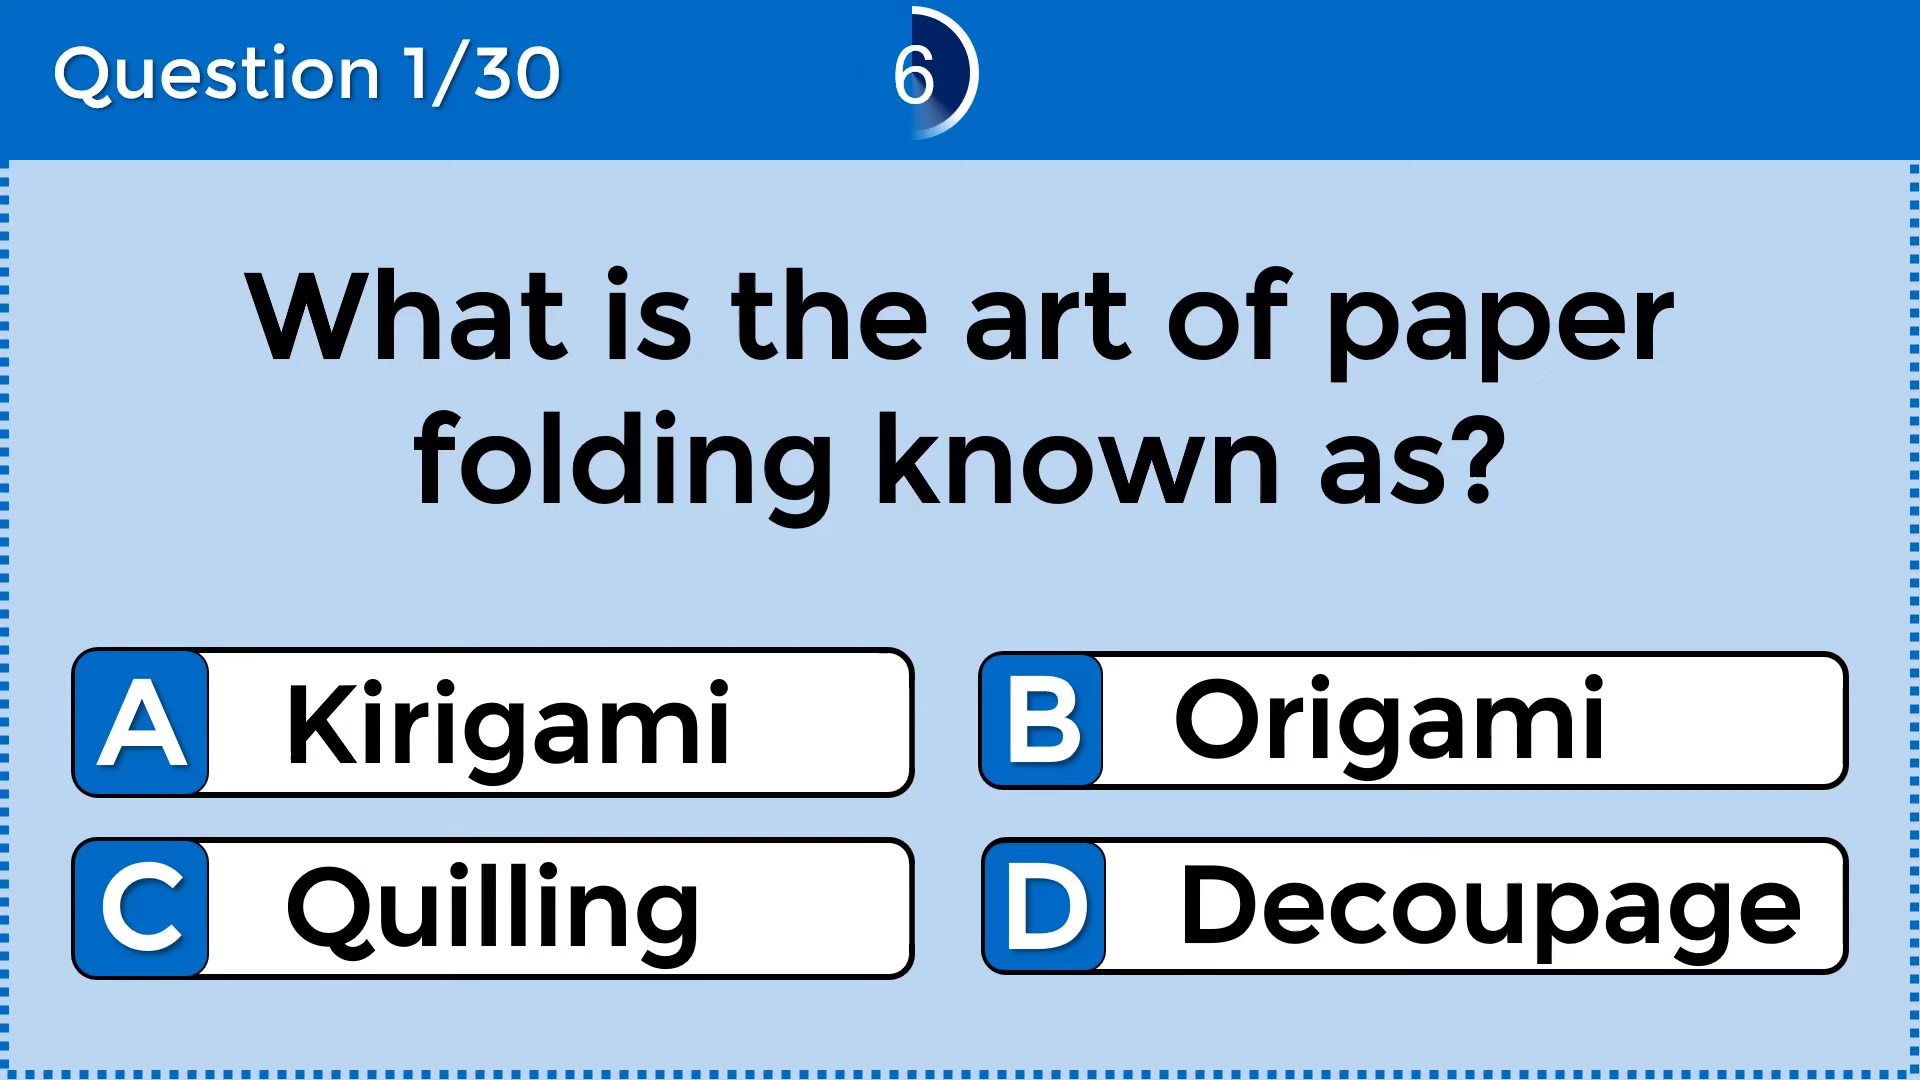 Question 1/30
6
What is the art of paper
folding known as?
A Kirigami
B Origami
C Quilling
D Decoupage